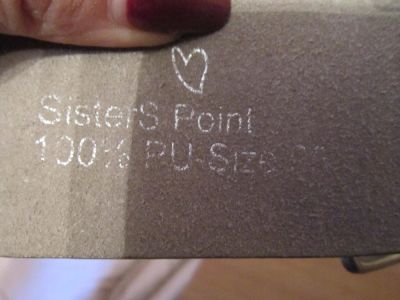 SisterS Point
100% PU-Size